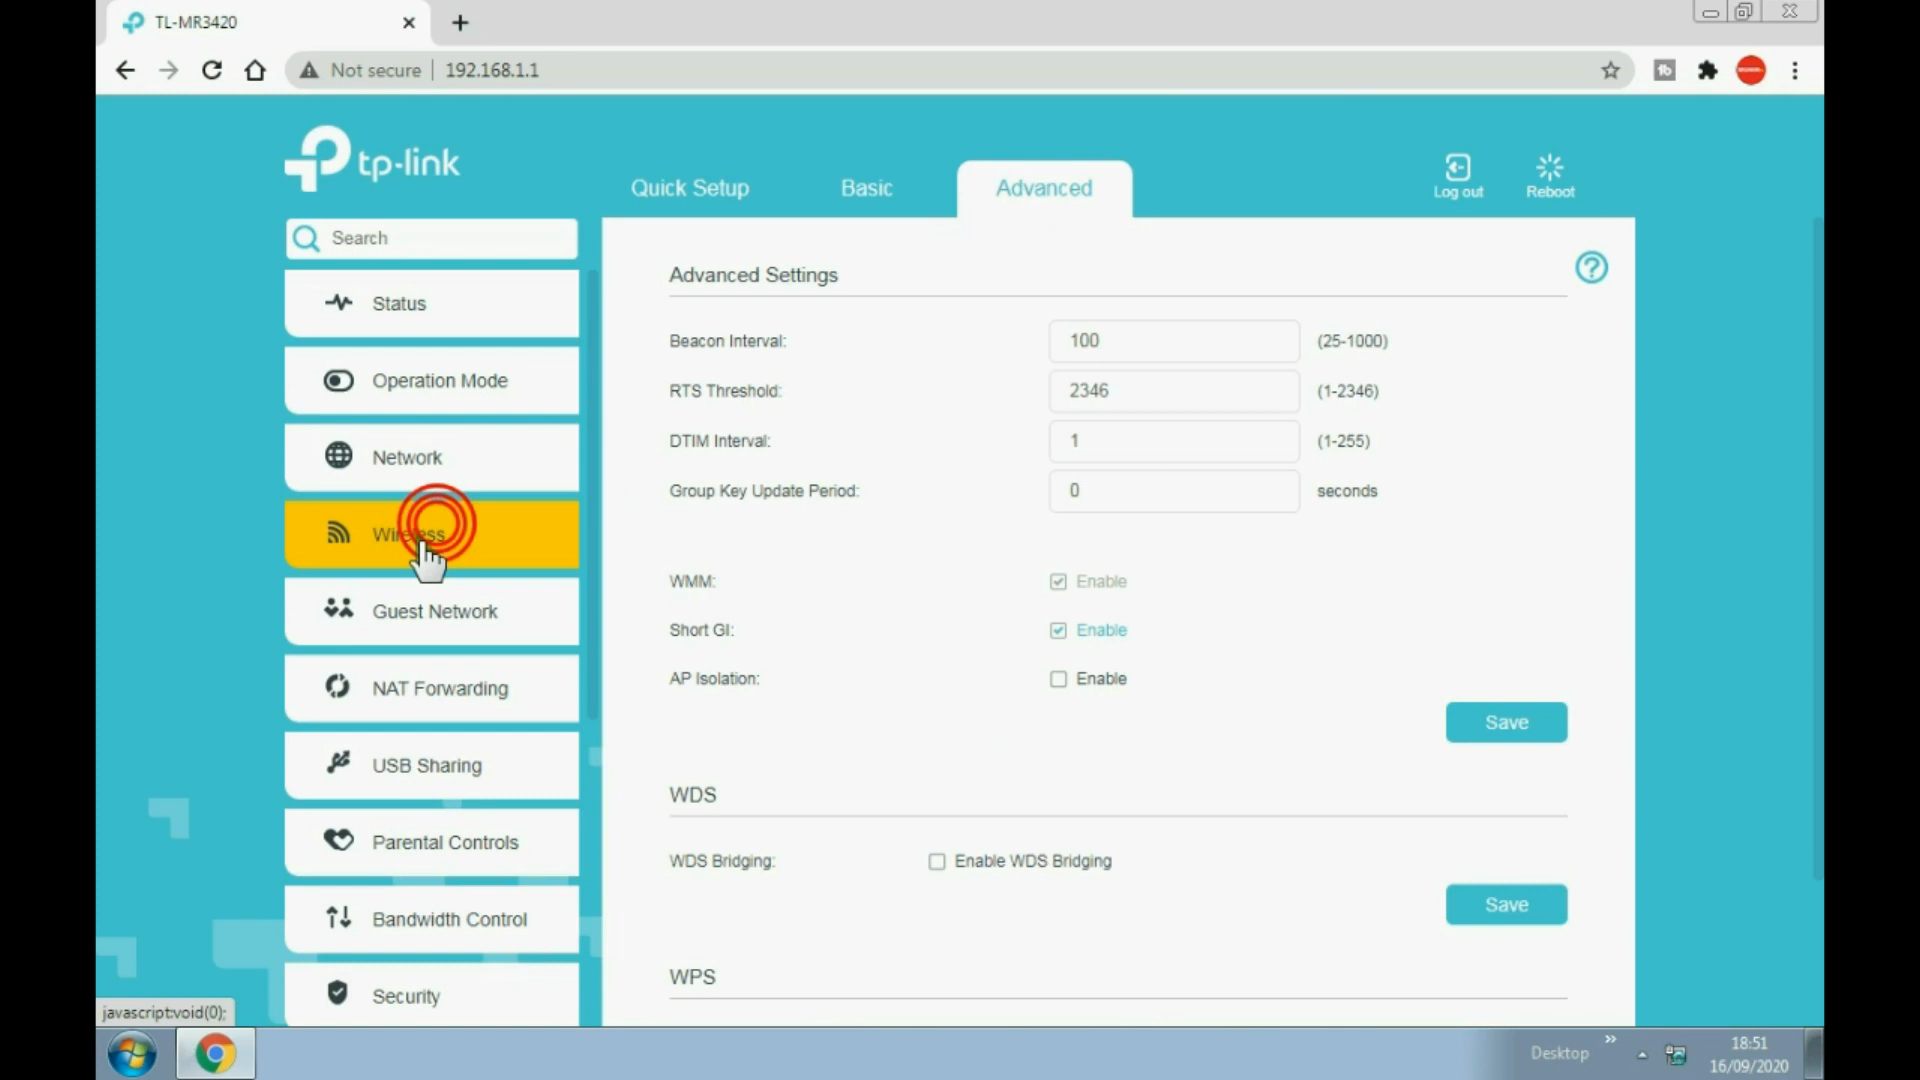 TL-MR3420
Not secure 192.168.1.1
tp-link
Quick Setup
Basic
Advanced
Log out
Reboot
Search
Status
Operation Mode
Network
Wireless
Guest Network
NAT Forwarding
USB Sharing
Parental Controls
Bandwidth Control
Security
Advanced Settings
Beacon Interval: 100 (25-1000)
RTS Threshold: 2346 (1-2346)
DTIM Interval: 1 (1-255)
Group Key Update Period: 0 seconds
WMM: Enable
Short GI: Enable
AP Isolation: Enable
Save
WDS
WDS Bridging: Enable WDS Bridging
Save
WPS
javascript:void(0);
Desktop
18:51
16/09/2020